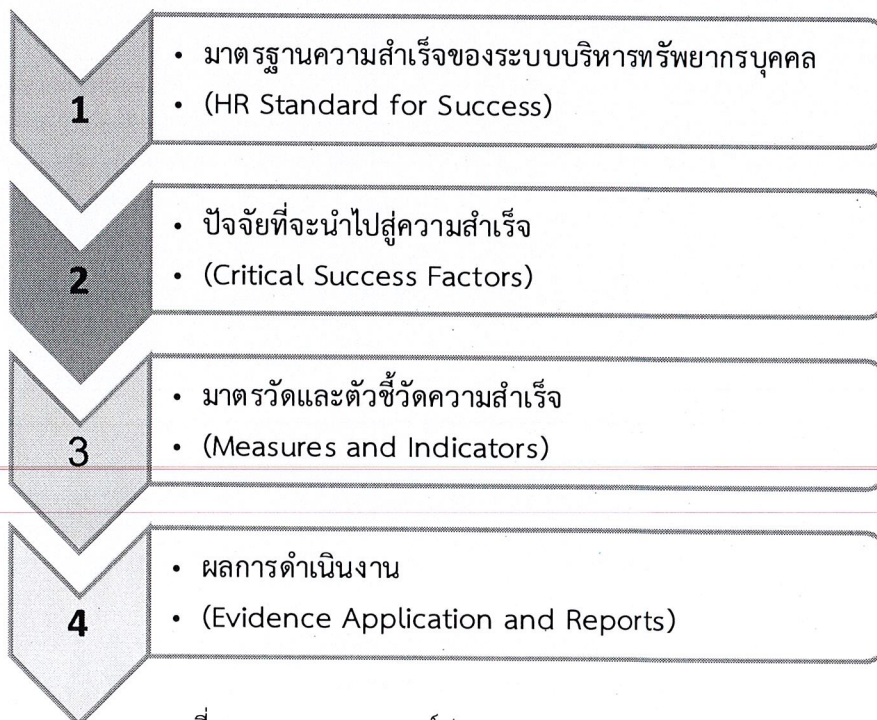 1
• มาตรฐานความสำเร็จของระบบบริหารทรัพยากรบุคคล
• (HR Standard for Success)
2
• ปัจจัยที่จะนำไปสู่ความสำเร็จ
• (Critical Success Factors)
3
• มาตรวัดและตัวชี้วัดความสำเร็จ
• (Measures and Indicators)
4
• ผลการดำเนินงาน
• (Evidence Application and Reports)